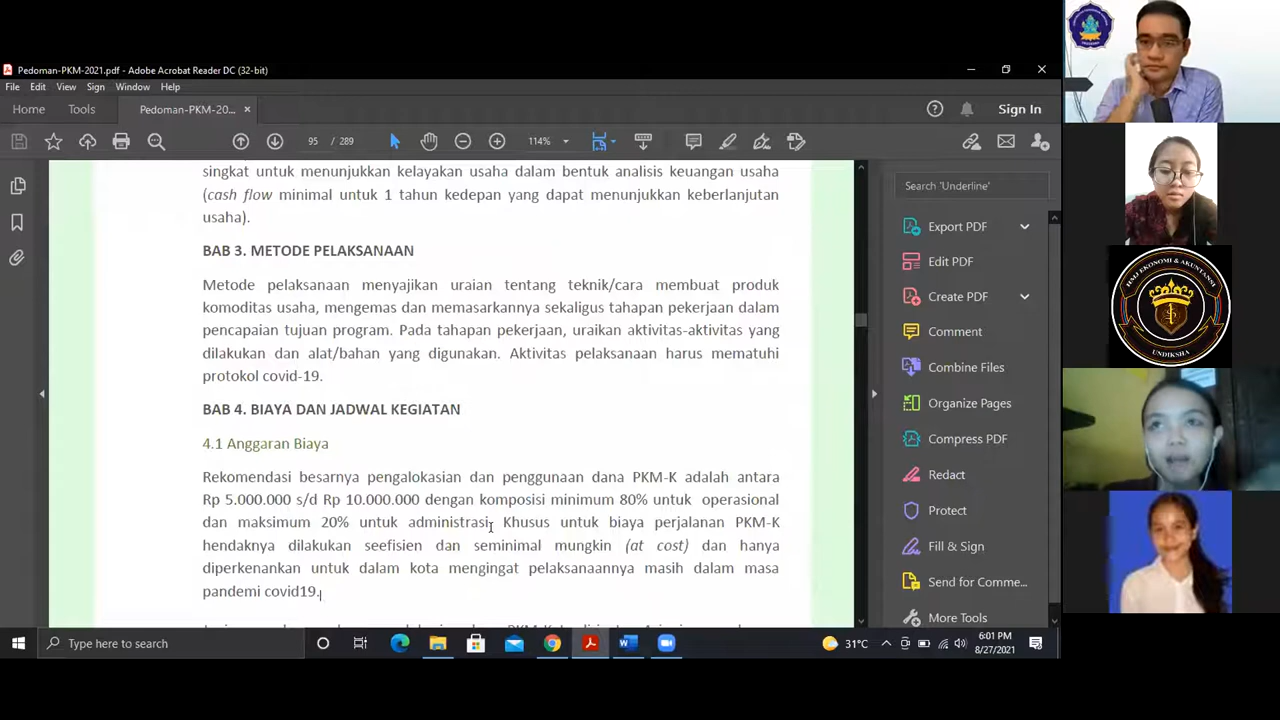 Pedoman-PKM-2021.pdf - Adobe Acrobat Reader DC (32-bit)
File Edit View Sign Window Help
Home Tools Pedoman-PKM-20... Sign In
95 / 289 114%
singkat untuk menunjukkan kelayakan usaha dalam bentuk analisis keuangan usaha
(cash flow minimal untuk 1 tahun kedepan yang dapat menunjukkan keberlanjutan
usaha).
BAB 3. METODE PELAKSANAAN
Metode pelaksanaan menyajikan uraian tentang teknik/cara membuat produk
komoditas usaha, mengemas dan memasarkannya sekaligus tahapan pekerjaan dalam
pencapaian tujuan program. Pada tahapan pekerjaan, uraikan aktivitas-aktivitas yang
dilakukan dan alat/bahan yang digunakan. Aktivitas pelaksanaan harus mematuhi
protokol covid-19.
BAB 4. BIAYA DAN JADWAL KEGIATAN
4.1 Anggaran Biaya
Rekomendasi besarnya pengalokasian dan penggunaan dana PKM-K adalah antara
Rp 5.000.000 s/d Rp 10.000.000 dengan komposisi minimum 80% untuk operasional
dan maksimum 20% untuk administrasi. Khusus untuk biaya perjalanan PKM-K
hendaknya dilakukan seefisien dan seminimal mungkin (at cost) dan hanya
diperkenankan untuk dalam kota mengingat pelaksanaannya masih dalam masa
pandemi covid19.
Search 'Underline'
Export PDF
Edit PDF
Create PDF
Comment
Combine Files
Organize Pages
Compress PDF
Redact
Protect
Fill & Sign
Send for Comme...
More Tools
HMJ EKONOMI & AKUNTANSI
UNDIKSHA
Type here to search
31°C
6:01 PM
8/27/2021